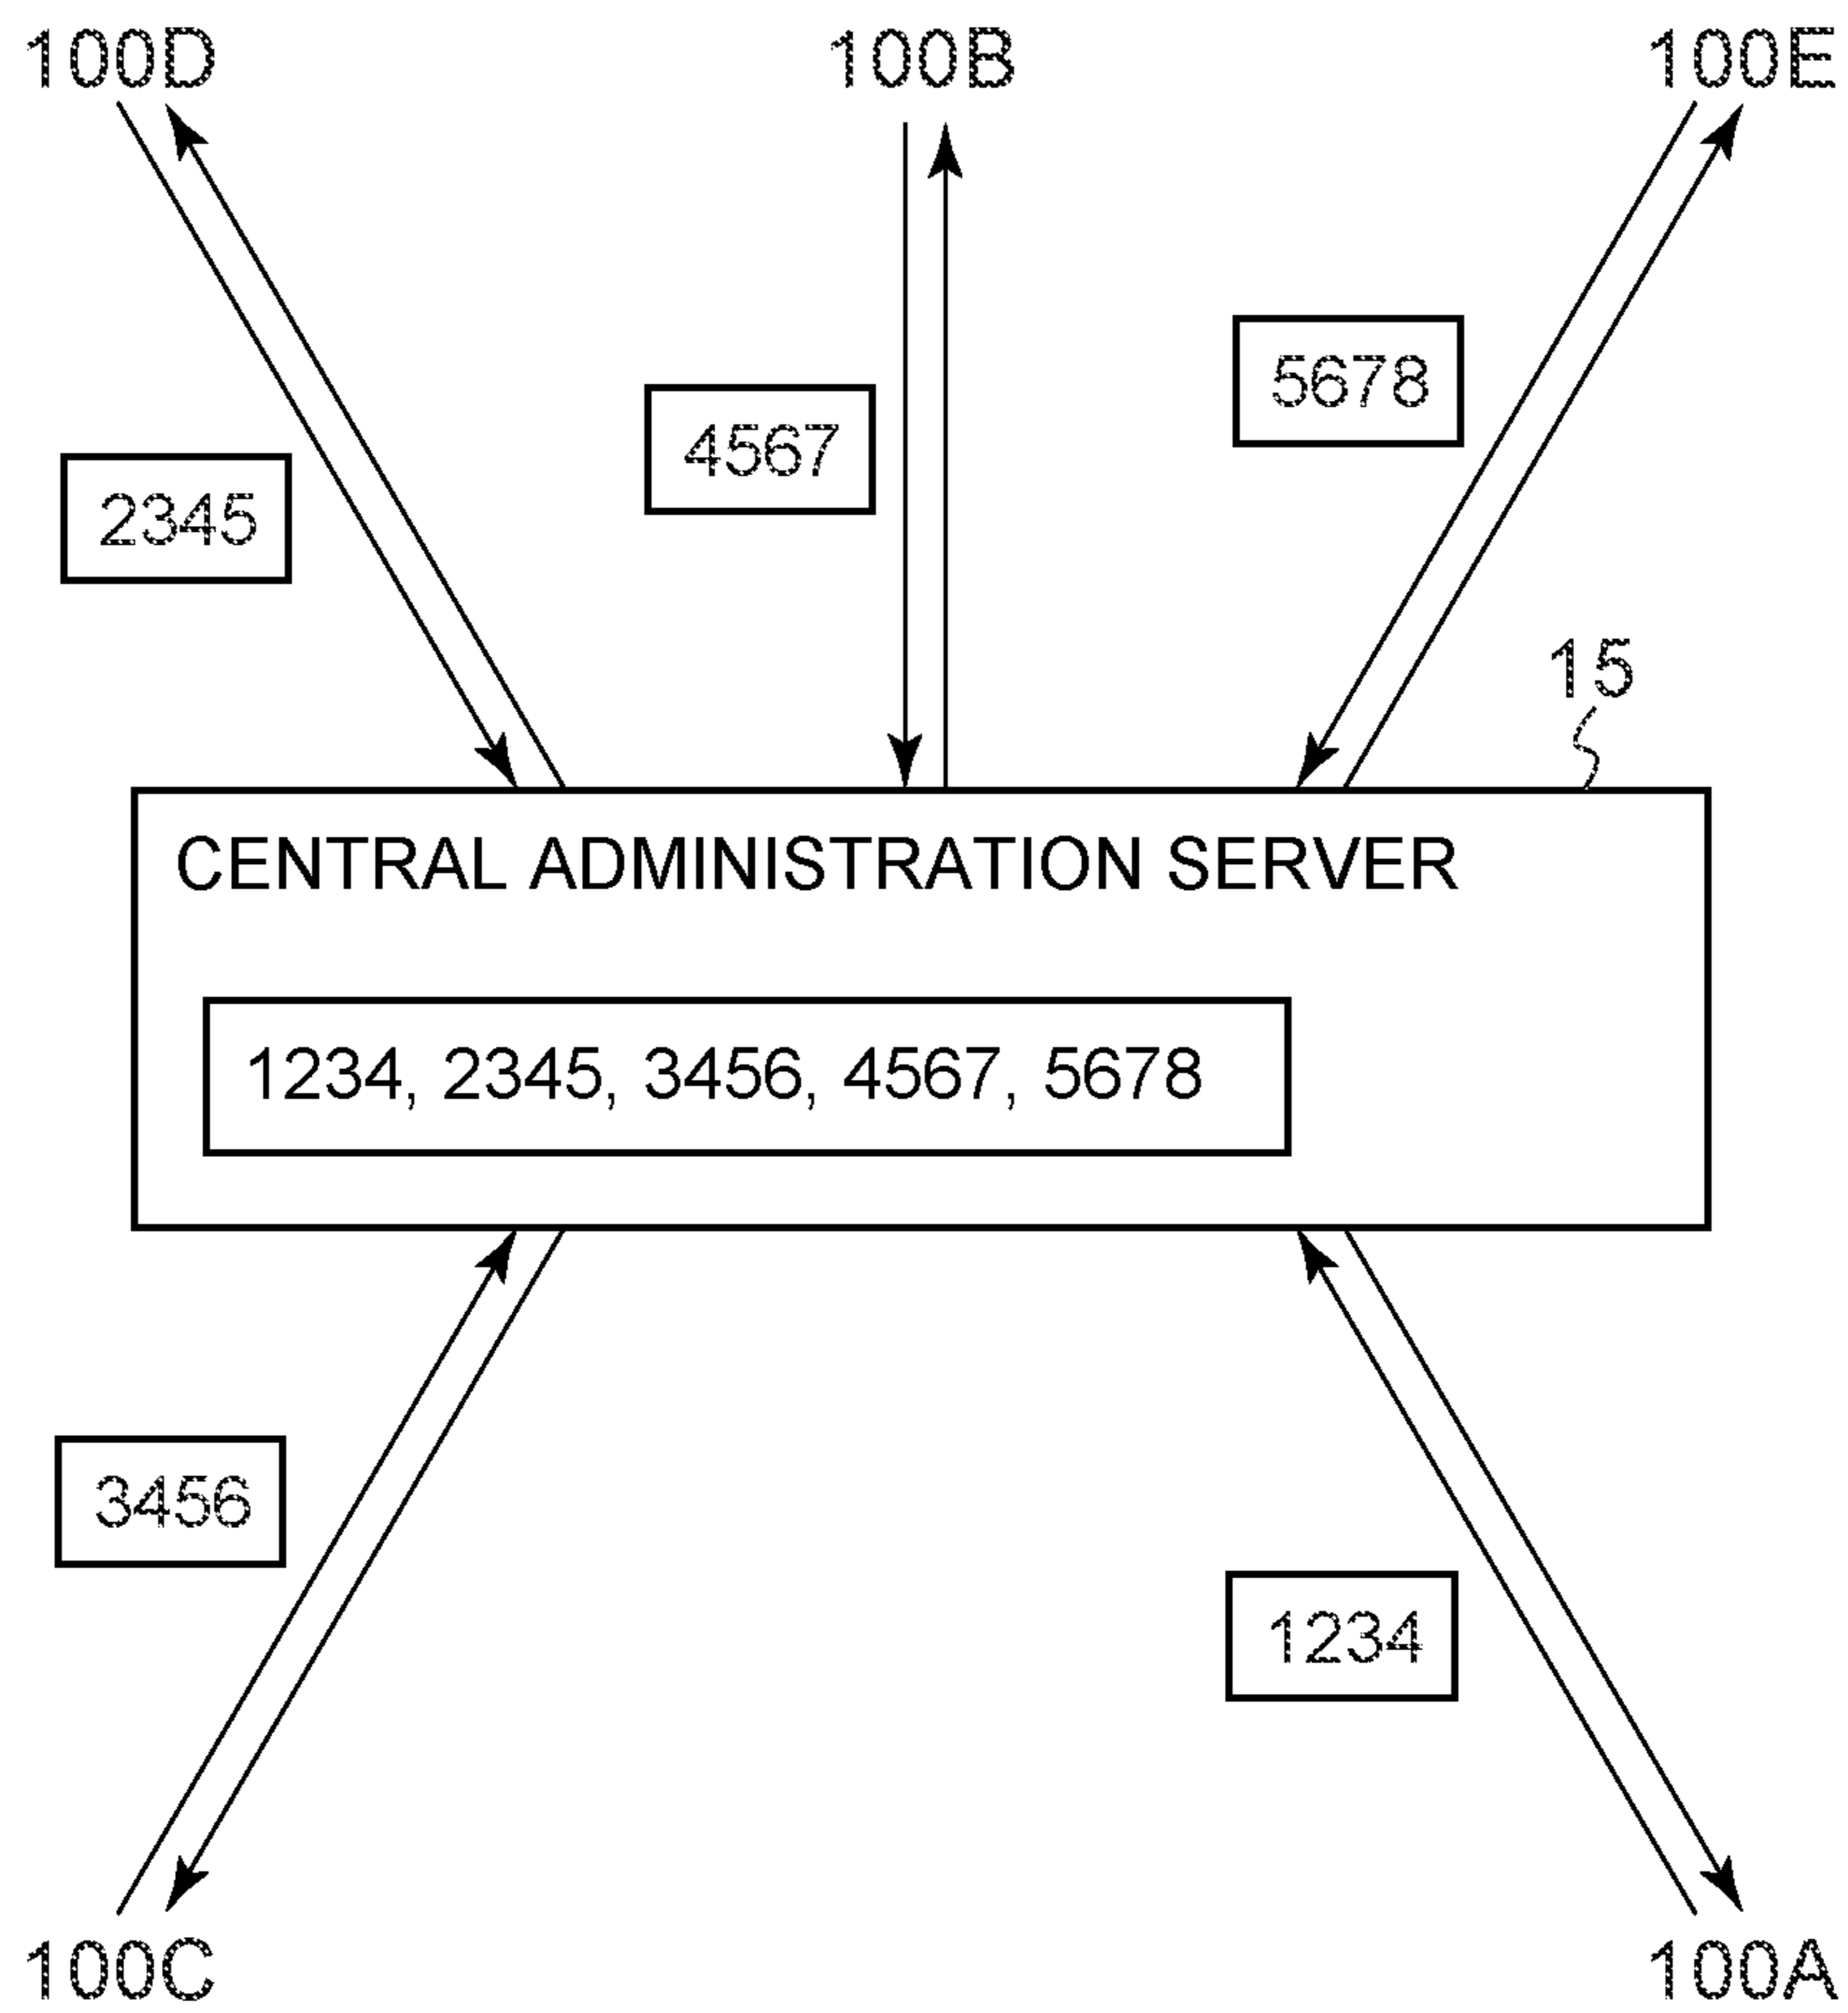 100D 100B 100E
5678
4567
2345
15
CENTRAL ADMINISTRATION SERVER
1234, 2345, 3456, 4567, 5678
3456
1234
100C 100A